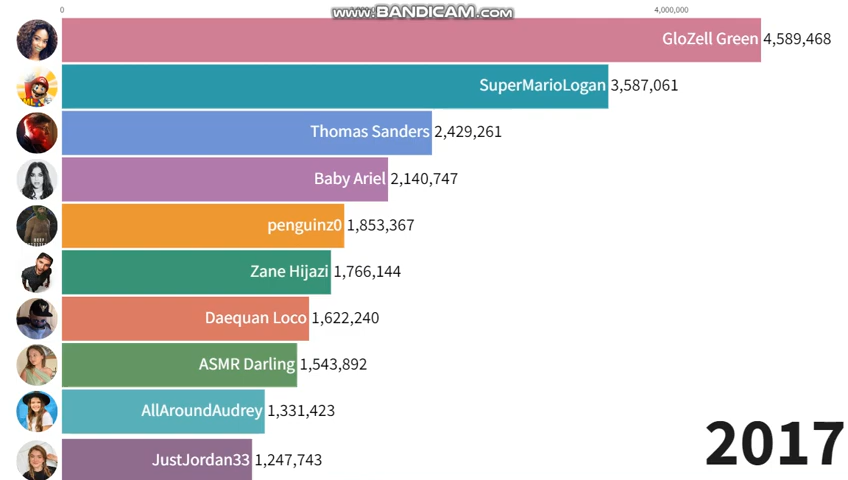 www.BANDICAM.com
0
4,000,000
GloZell Green 4,589,468
SuperMarioLogan 3,587,061
Thomas Sanders 2,429,261
Baby Ariel 2,140,747
penguinz0 1,853,367
Zane Hijazi 1,766,144
Daequan Loco 1,622,240
ASMR Darling 1,543,892
AllAroundAudrey 1,331,423
JustJordan33 1,247,743
2017